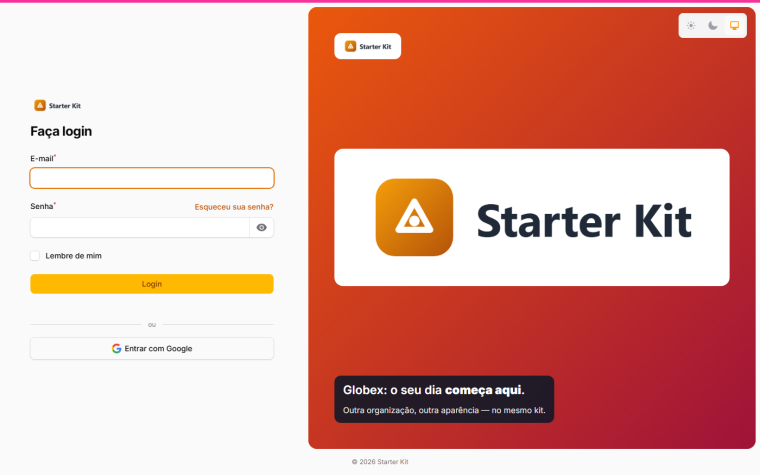 Starter Kit
Faça login
E-mail*
Senha*
Esqueceu sua senha?
Lembre de mim
Login
ou
Entrar com Google
Starter Kit
Starter Kit
Globex: o seu dia começa aqui.
Outra organização, outra aparência — no mesmo kit.
© 2026 Starter Kit